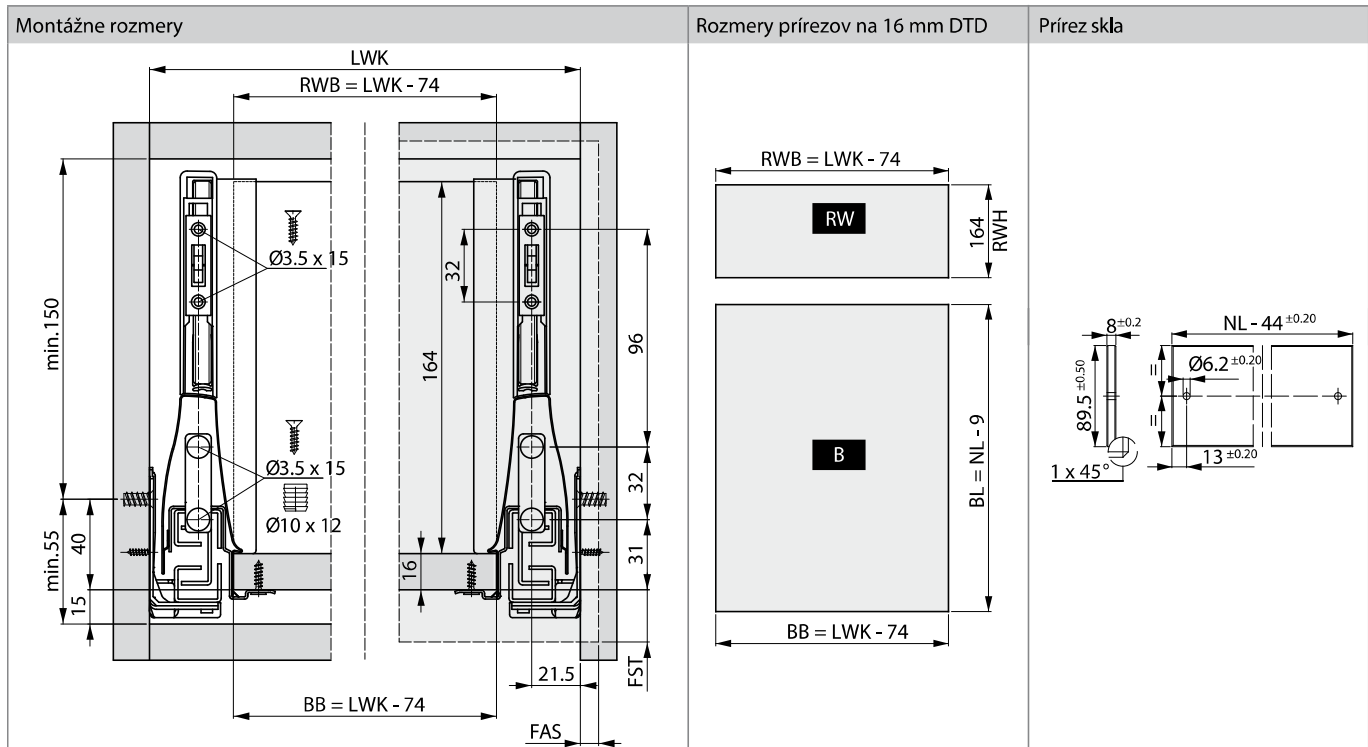 Montážne rozmery
LWK
RWB = LWK - 74
min.150
Ø3.5 x 15
32
96
164
Ø3.5 x 15
Ø10 x 12
32
31
16
min.55
40
15
21.5
FST
BB = LWK - 74
FAS
Rozmery prírezov na 16 mm DTD
RWB = LWK - 74
RW
164
RWH
B
BL = NL - 9
BB = LWK - 74
Prírez skla
8±0.2
NL - 44±0.20
89.5±0.50
=
=
Ø6.2±0.20
13±0.20
1 x 45°